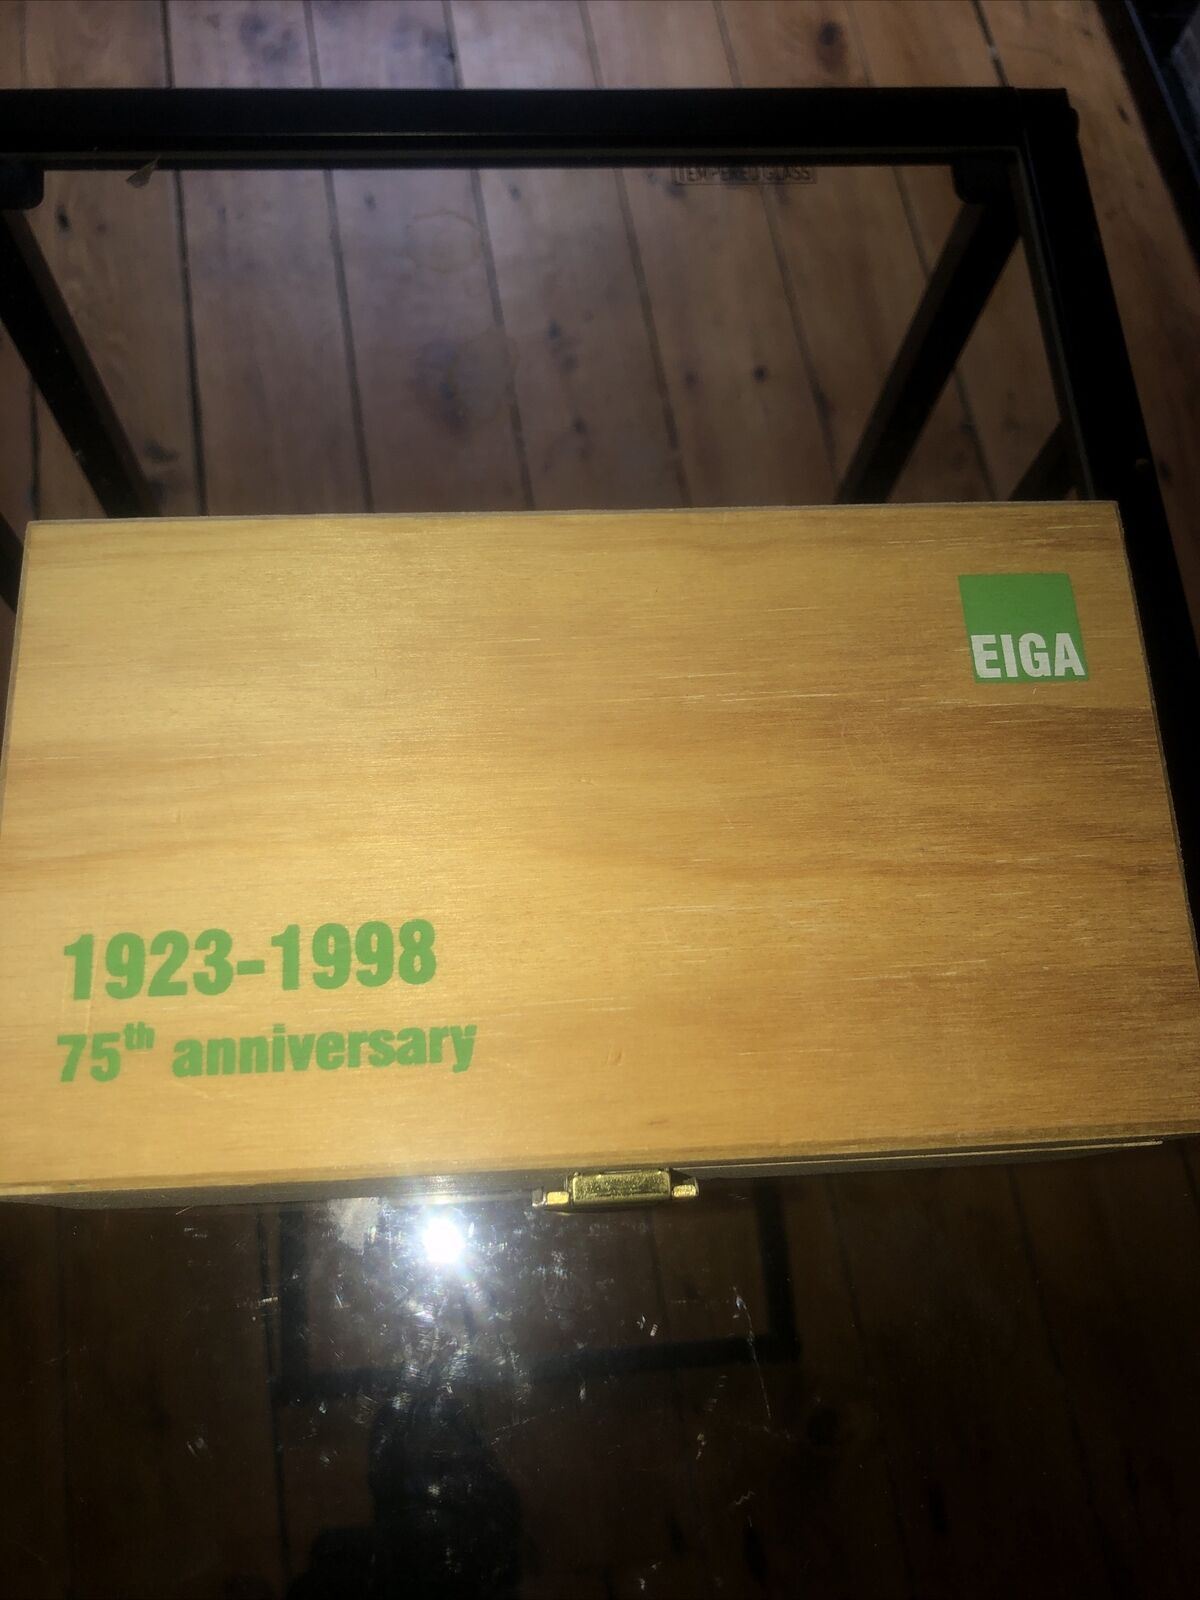 TEMPERED GLASS
EIGA
1923-1998
75th anniversary